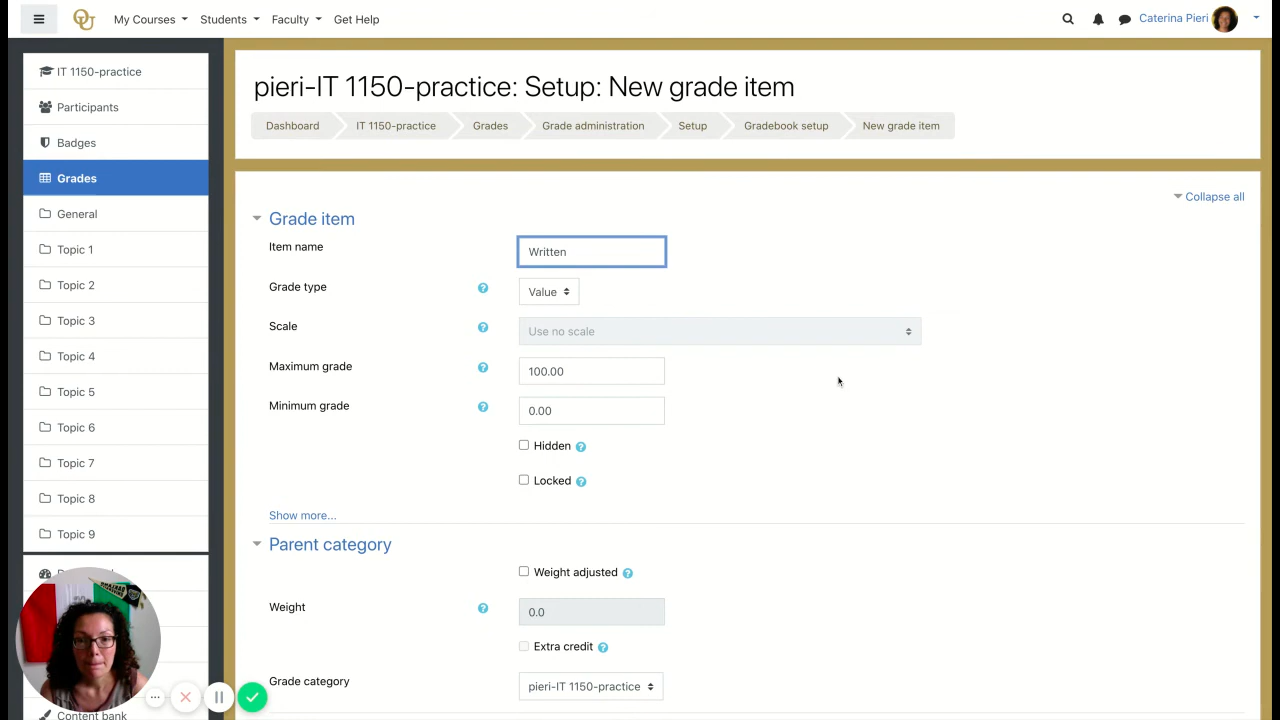 My Courses Students Faculty Get Help Caterina Pieri
IT 1150-practice
Participants
Badges
Grades
General
Topic 1
Topic 2
Topic 3
Topic 4
Topic 5
Topic 6
Topic 7
Topic 8
Topic 9
Content bank
pieri-IT 1150-practice: Setup: New grade item
Dashboard IT 1150-practice Grades Grade administration Setup Gradebook setup New grade item
Collapse all
Grade item
Item name Written
Grade type ? Value
Scale ? Use no scale
Maximum grade ? 100.00
Minimum grade ? 0.00
Hidden ?
Locked ?
Show more...
Parent category
Weight adjusted ?
Weight ? 0.0
Extra credit ?
Grade category pieri-IT 1150-practice